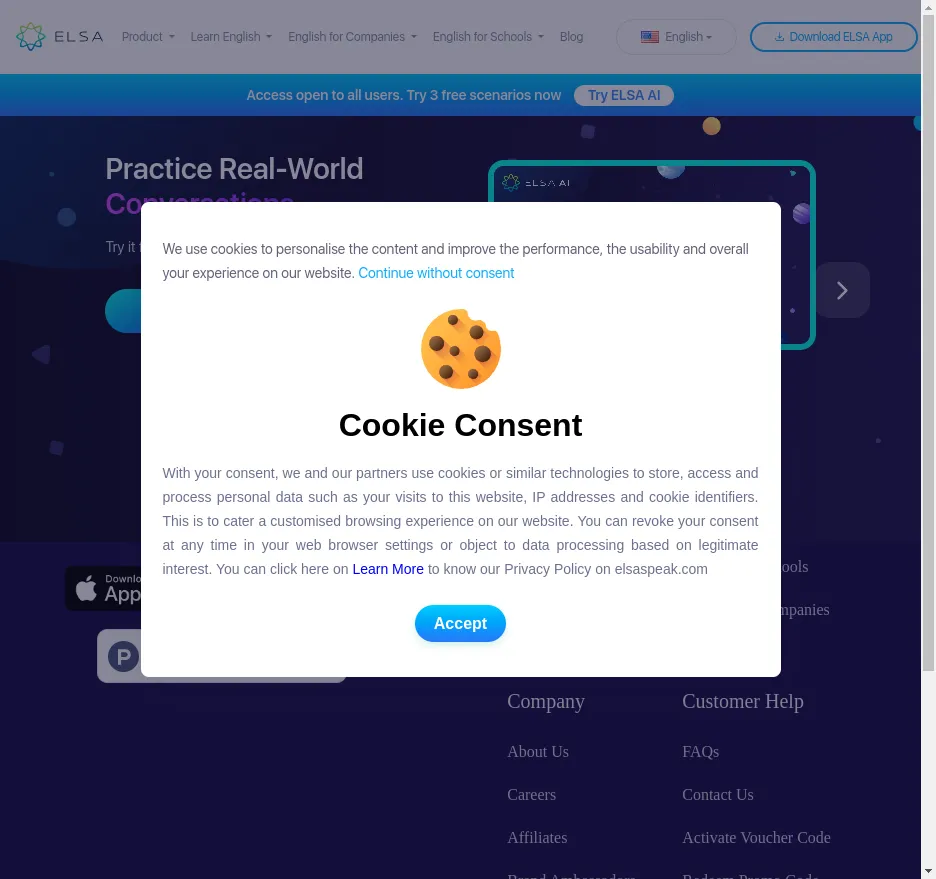 ELSA
Product
Learn English
English for Companies
English for Schools
Blog
English
Download ELSA App
Access open to all users. Try 3 free scenarios now
Try ELSA AI
Practice Real-World
Conversations
ELSA AI
Try it
We use cookies to personalise the content and improve the performance, the usability and overall
your experience on our website. Continue without consent
Cookie Consent
With your consent, we and our partners use cookies or similar technologies to store, access and
process personal data such as your visits to this website, IP addresses and cookie identifiers.
This is to cater a customised browsing experience on our website. You can revoke your consent
at any time in your web browser settings or object to data processing based on legitimate
interest. You can click here on Learn More to know our Privacy Policy on elsaspeak.com
Accept
App
P
Company
Customer Help
About Us
FAQs
Careers
Contact Us
Affiliates
Activate Voucher Code
Brand Ambassadors
Redeem Promo Code